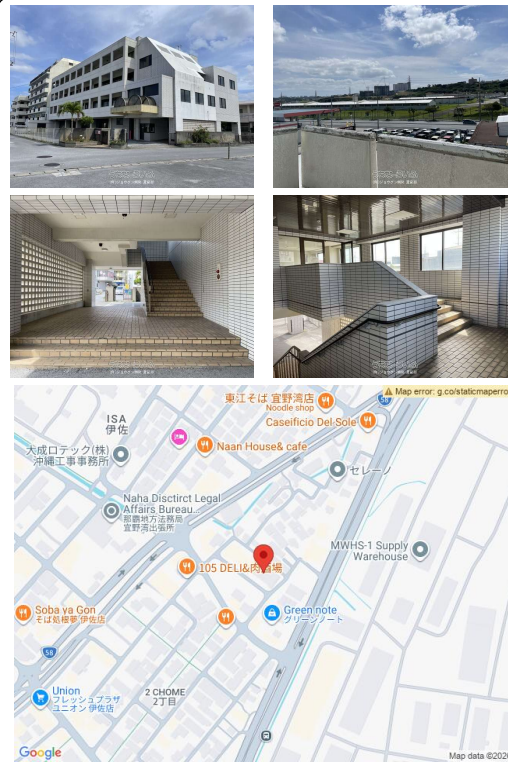 Map error: g.co/staticmaperro
58
東江そば 宜野湾店
Noodle shop
Caseificio Del Sole
ISA
伊佐
Naan House& cafe
大成ロテック(株)
沖縄工事事務所
セレーノ
Naha Disctirct Legal
Affairs Bureau...
那覇地方法務局
宜野湾出張所
MWHS-1 Supply
Warehouse
105 DELI&肉酒場
Soba ya Gon
そば処権夢 伊佐店
Green note
グリーンノート
58
Union
フレッシュプラザ
ユニオン 伊佐店
2 CHOME
2丁目
Google
Map data ©202